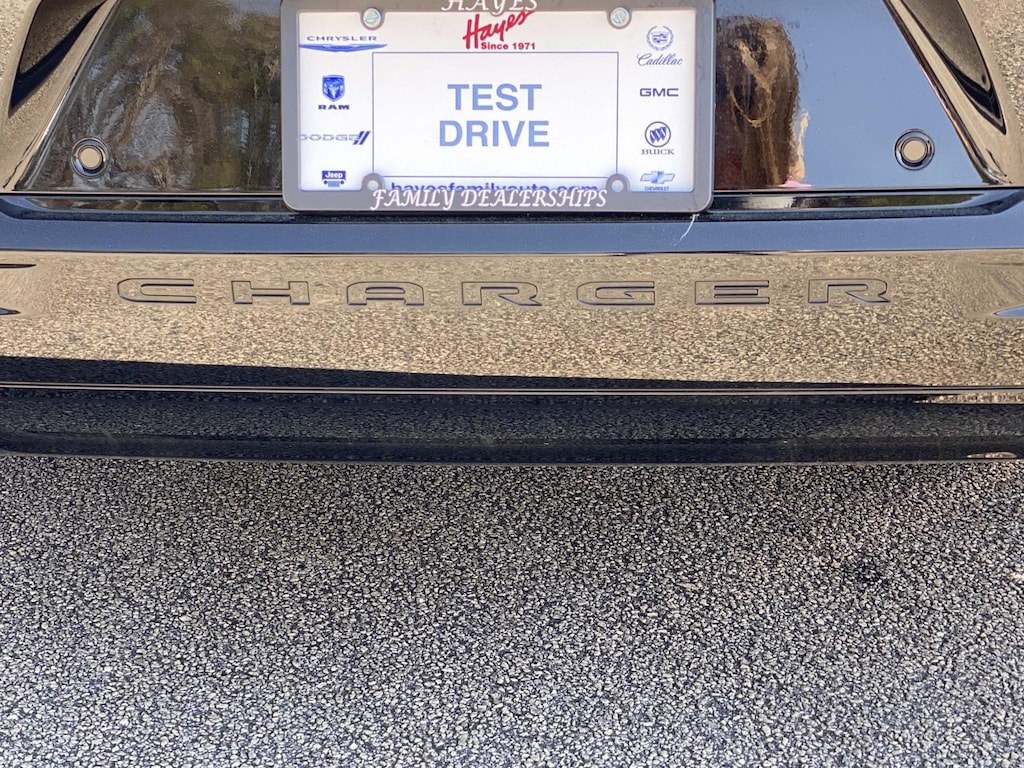 HAYES
Hayes
Since 1971
CHRYSLER
RAM
DODGE
Jeep
TEST
DRIVE
Cadillac
GMC
BUICK
CHEVROLET
hayesfamilyauto.com
FAMILY DEALERSHIPS
CHARGER